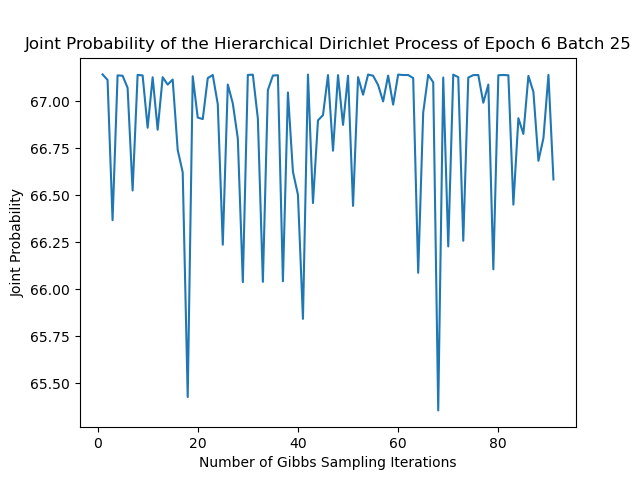 Joint Probability of the Hierarchical Dirichlet Process of Epoch 6 Batch 25
67.00
66.75
66.50
66.25
66.00
65.75
65.50
Joint Probability
0 20 40 60 80
Number of Gibbs Sampling Iterations